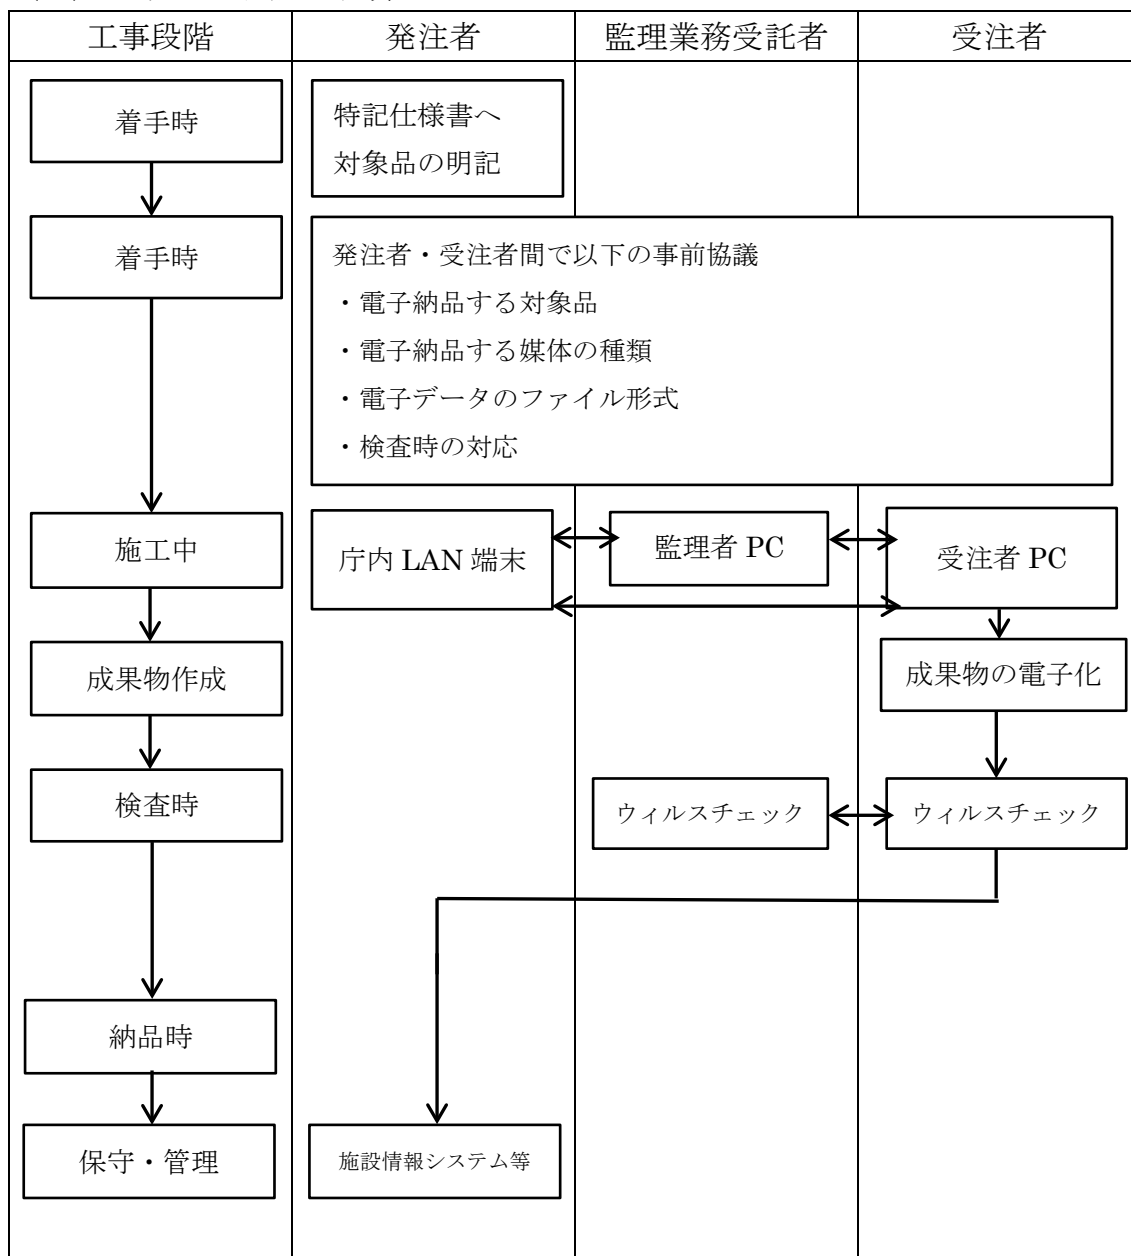 工事段階
発注者
監理業務受託者
受注者
着手時
特記仕様書へ
対象品の明記
着手時
発注者・受注者間で以下の事前協議
・電子納品する対象品
・電子納品する媒体の種類
・電子データのファイル形式
・検査時の対応
施工中
庁内 LAN 端末
監理者 PC
受注者 PC
成果物作成
成果物の電子化
検査時
ウィルスチェック
ウィルスチェック
納品時
保守・管理
施設情報システム等